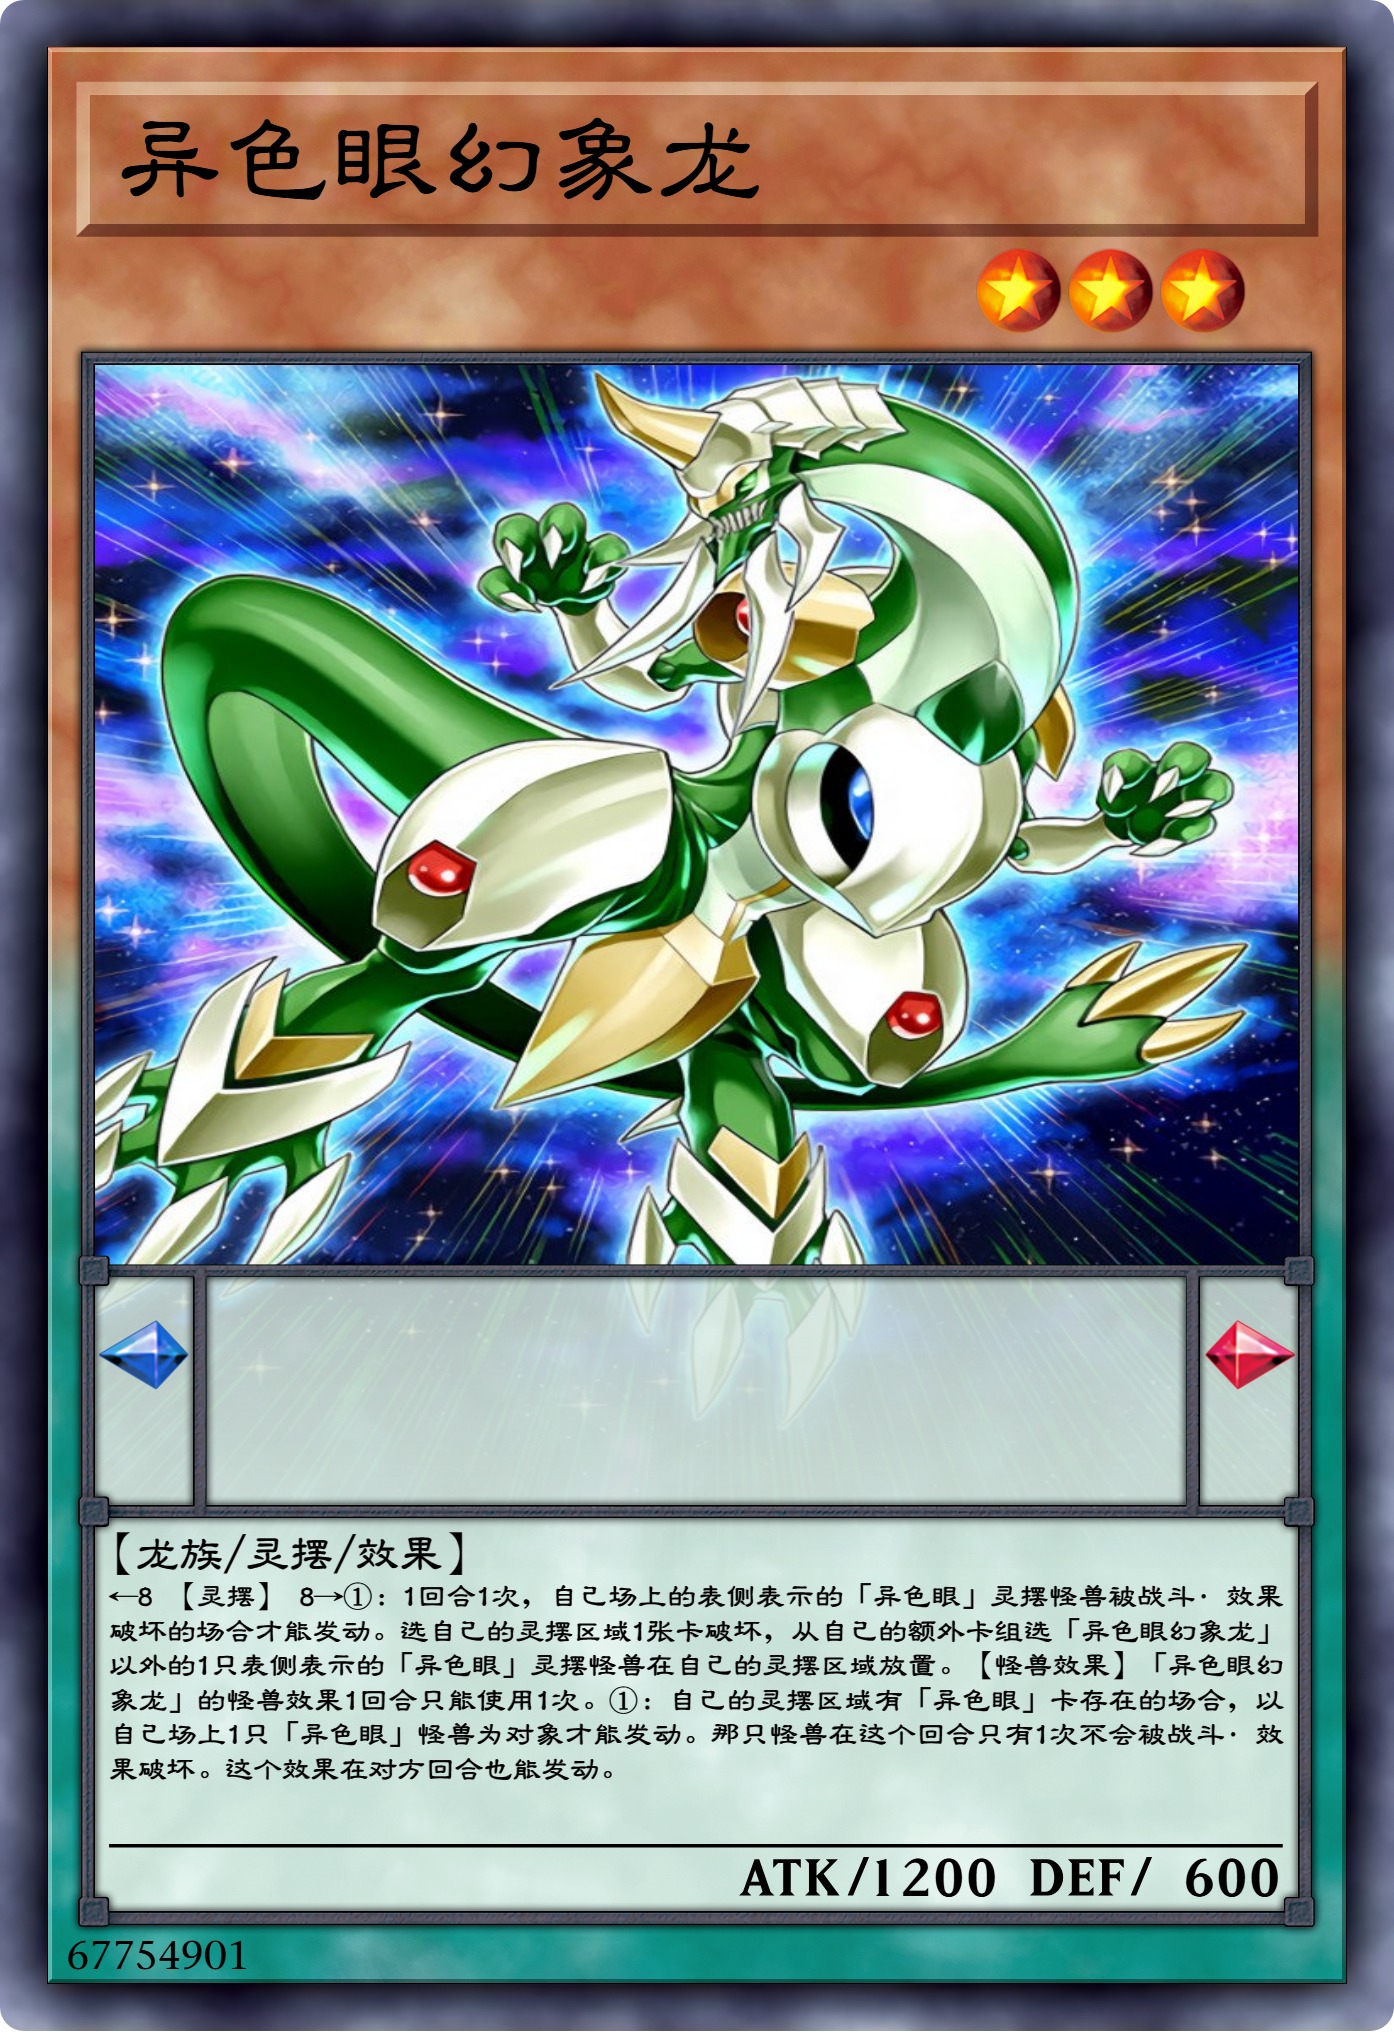 异色眼幻象龙
【龙族/灵摆/效果】
←8 【灵摆】 8→①：1回合1次，自己场上的表侧表示的「异色眼」灵摆怪兽被战斗·效果
破坏的场合才能发动。选自己的灵摆区域1张卡破坏，从自己的额外卡组选「异色眼幻象龙」
以外的1只表侧表示的「异色眼」灵摆怪兽在自己的灵摆区域放置。【怪兽效果】「异色眼幻
象龙」的怪兽效果1回合只能使用1次。①：自己的灵摆区域有「异色眼」卡存在的场合，以
自己场上1只「异色眼」怪兽为对象才能发动。那只怪兽在这个回合只有1次不会被战斗·效
果破坏。这个效果在对方回合也能发动。
ATK/1200 DEF/ 600
67754901